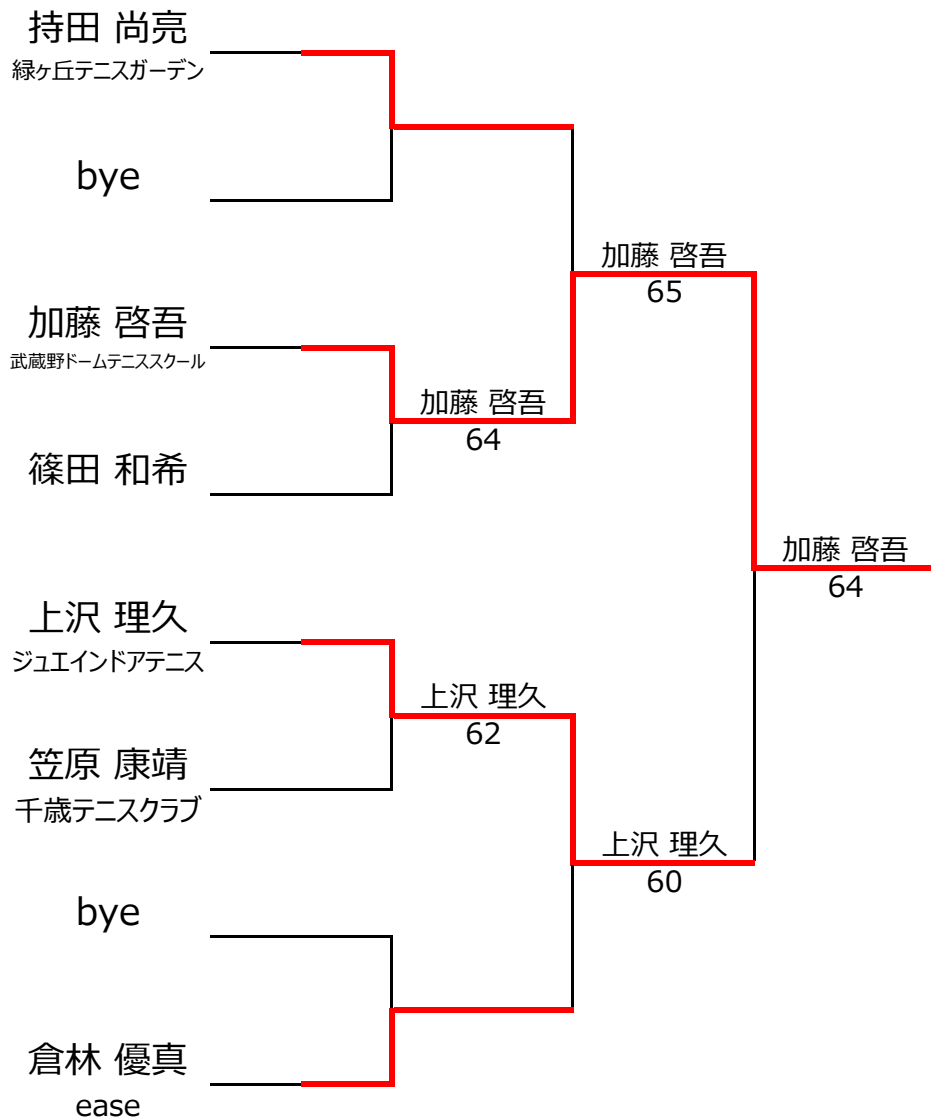 持田 尚亮
緑ヶ丘テニスガーデン
bye
加藤 啓吾
65
加藤 啓吾
武蔵野ドームテニススクール
加藤 啓吾
64
篠田 和希
加藤 啓吾
64
上沢 理久
ジュエインドアテニス
上沢 理久
62
笠原 康靖
千歳テニスクラブ
上沢 理久
60
bye
倉林 優真
ease